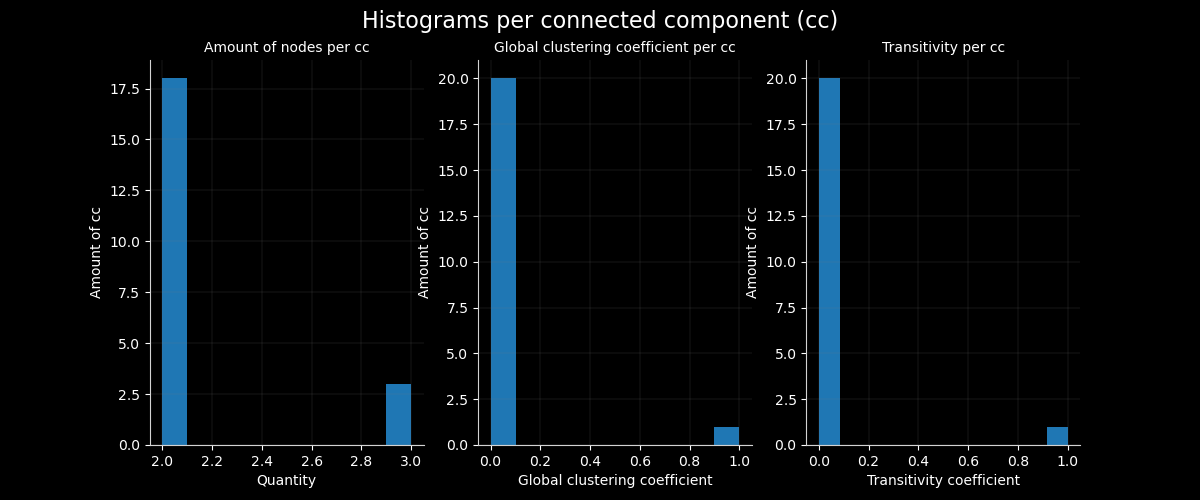 Histograms per connected component (cc)
Amount of nodes per cc
17.5
15.0
12.5
10.0
7.5
5.0
2.5
0.0
Amount of cc
2.0 2.2 2.4 2.6 2.8 3.0
Quantity
Global clustering coefficient per cc
20.0
17.5
15.0
12.5
10.0
7.5
5.0
2.5
0.0
Amount of cc
0.0 0.2 0.4 0.6 0.8 1.0
Global clustering coefficient
Transitivity per cc
20.0
17.5
15.0
12.5
10.0
7.5
5.0
2.5
0.0
Amount of cc
0.0 0.2 0.4 0.6 0.8 1.0
Transitivity coefficient